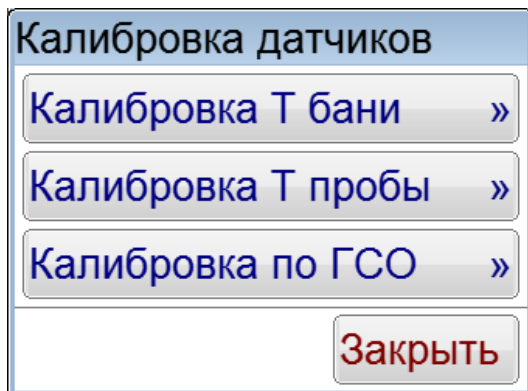 Калибровка датчиков
Калибровка Т бани »
Калибровка Т пробы »
Калибровка по ГСО »
Закрыть